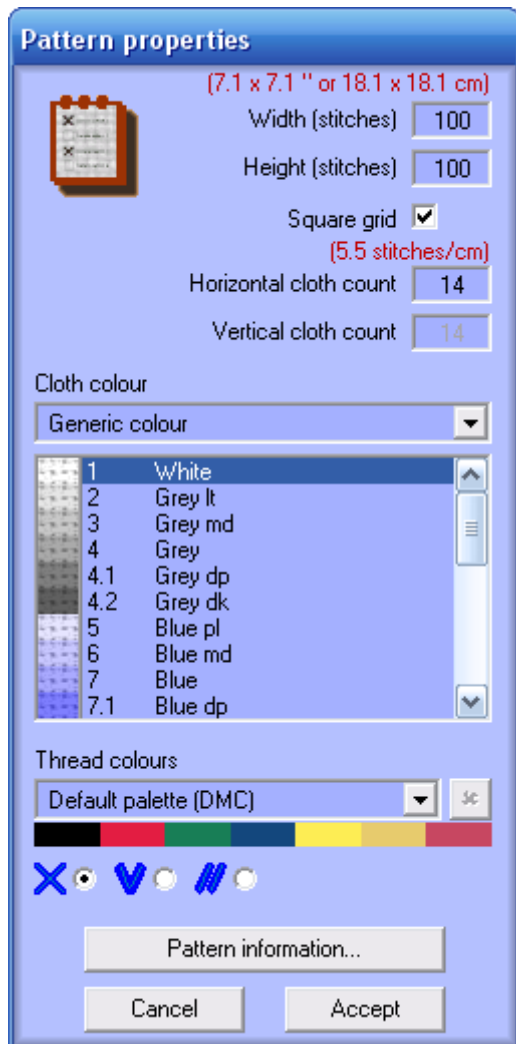 Pattern properties
(7.1 x 7.1 " or 18.1 x 18.1 cm)
Width (stitches) 100
Height (stitches) 100
Square grid
(5.5 stitches/cm)
Horizontal cloth count 14
Vertical cloth count 14
Cloth colour
Generic colour
1 White
2 Grey lt
3 Grey md
4 Grey
4.1 Grey dp
4.2 Grey dk
5 Blue pl
6 Blue md
7 Blue
7.1 Blue dp
Thread colours
Default palette (DMC)
Pattern information...
Cancel Accept